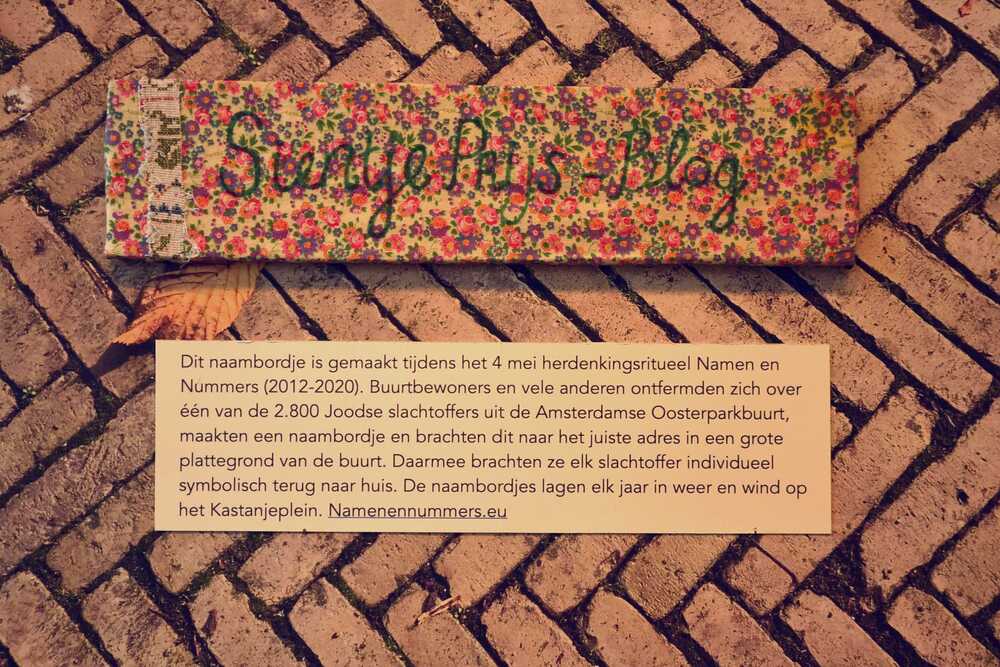 Sientje Prijs - Blog
Dit naambordje is gemaakt tijdens het 4 mei herdenkingsritueel Namen en
Nummers (2012-2020). Buurtbewoners en vele anderen ontfermden zich over
één van de 2.800 Joodse slachtoffers uit de Amsterdamse Oosterparkbuurt,
maakten een naambordje en brachten dit naar het juiste adres in een grote
plattegrond van de buurt. Daarmee brachten ze elk slachtoffer individueel
symbolisch terug naar huis. De naambordjes lagen elk jaar in weer en wind op
het Kastanjeplein. Namenennummers.eu